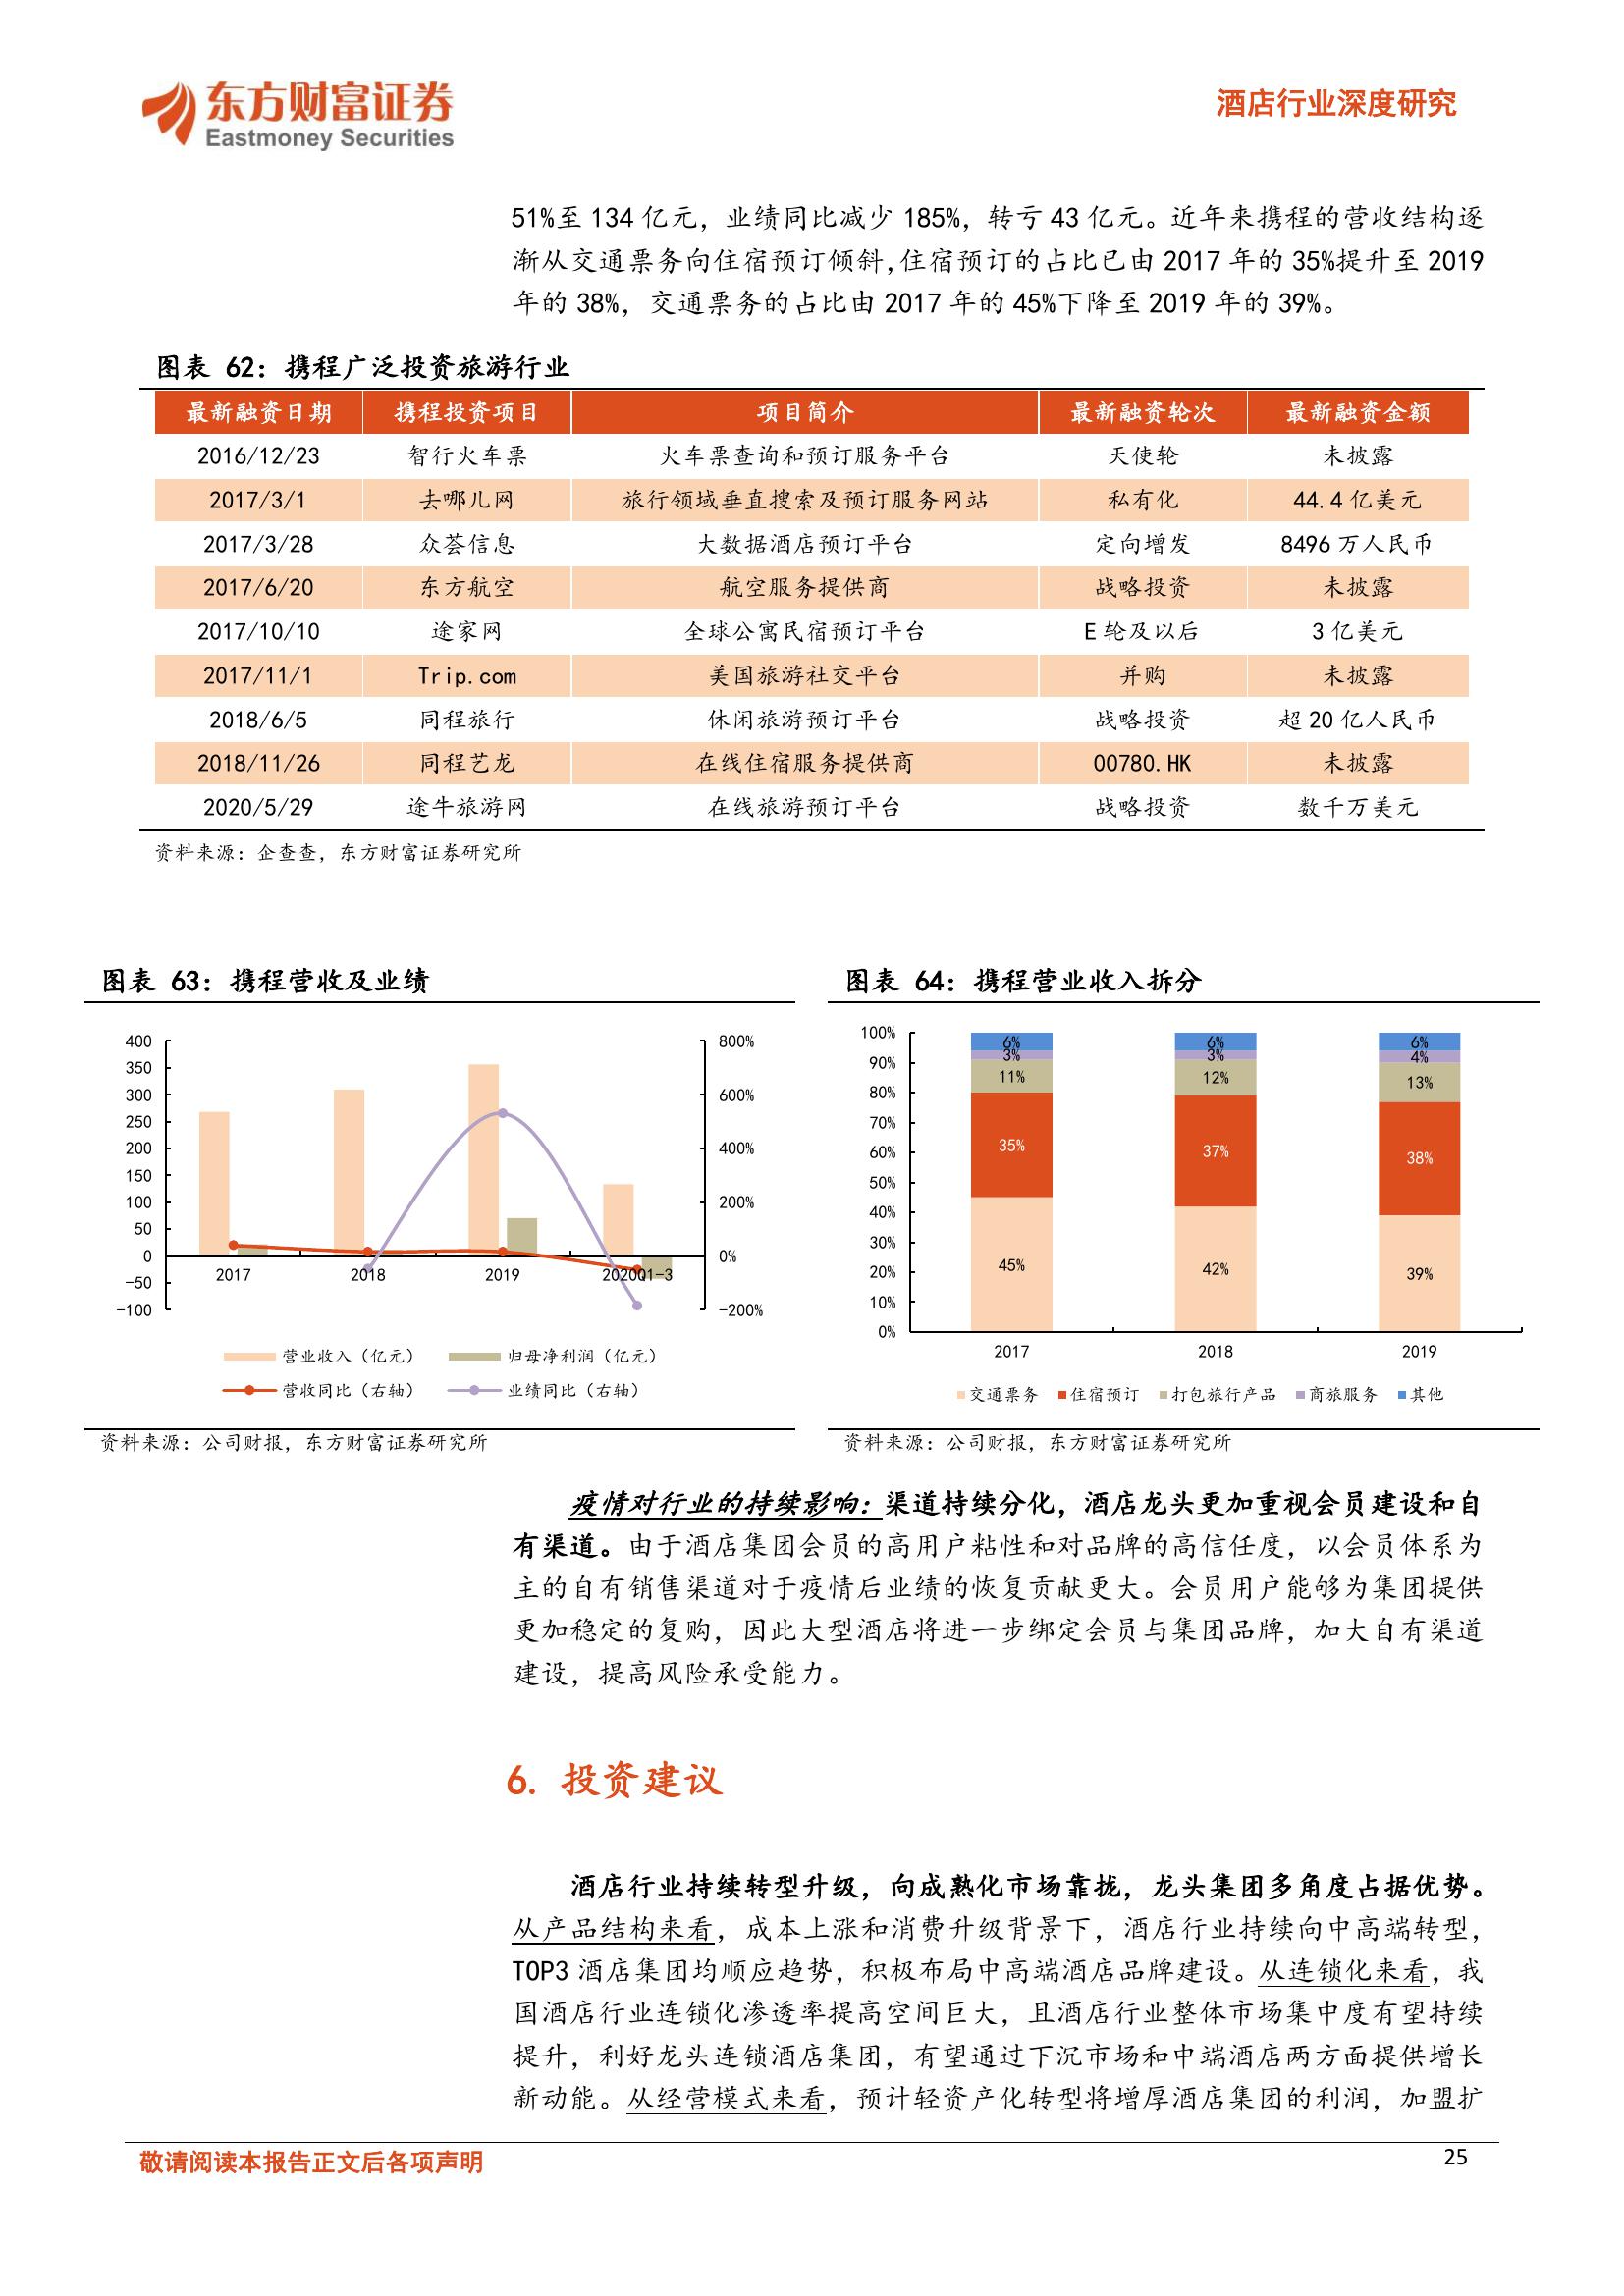 东方财富证券
Eastmoney Securities
酒店行业深度研究
51%至 134 亿元，业绩同比减少 185%，转亏 43 亿元。近年来携程的营收结构逐
渐从交通票务向住宿预订倾斜,住宿预订的占比已由 2017 年的 35%提升至 2019
年的 38%，交通票务的占比由 2017 年的 45%下降至 2019 年的 39%。
图表 62：携程广泛投资旅游行业
最新融资日期 携程投资项目 项目简介 最新融资轮次 最新融资金额
2016/12/23 智行火车票 火车票查询和预订服务平台 天使轮 未披露
2017/3/1 去哪儿网 旅行领域垂直搜索及预订服务网站 私有化 44.4 亿美元
2017/3/28 众荟信息 大数据酒店预订平台 定向增发 8496 万人民币
2017/6/20 东方航空 航空服务提供商 战略投资 未披露
2017/10/10 途家网 全球公寓民宿预订平台 E 轮及以后 3 亿美元
2017/11/1 Trip.com 美国旅游社交平台 并购 未披露
2018/6/5 同程旅行 休闲旅游预订平台 战略投资 超 20 亿人民币
2018/11/26 同程艺龙 在线住宿服务提供商 00780.HK 未披露
2020/5/29 途牛旅游网 在线旅游预订平台 战略投资 数千万美元
资料来源：企查查，东方财富证券研究所
图表 63：携程营收及业绩
400
350
300
250
200
150
100
50
0
-50
-100
800%
600%
400%
200%
0%
-200%
2017 2018 2019 2020Q1-3
营业收入（亿元） 归母净利润（亿元）
营收同比（右轴） 业绩同比（右轴）
资料来源：公司财报，东方财富证券研究所
图表 64：携程营业收入拆分
100%
90%
80%
70%
60%
50%
40%
30%
20%
10%
0%
6% 6% 6%
3% 3% 4%
11% 12% 13%
35% 37% 38%
45% 42% 39%
2017 2018 2019
交通票务 住宿预订 打包旅行产品 商旅服务 其他
资料来源：公司财报，东方财富证券研究所
疫情对行业的持续影响：渠道持续分化，酒店龙头更加重视会员建设和自
有渠道。由于酒店集团会员的高用户粘性和对品牌的高信任度，以会员体系为
主的自有销售渠道对于疫情后业绩的恢复贡献更大。会员用户能够为集团提供
更加稳定的复购，因此大型酒店将进一步绑定会员与集团品牌，加大自有渠道
建设，提高风险承受能力。
6. 投资建议
酒店行业持续转型升级，向成熟化市场靠拢，龙头集团多角度占据优势。
从产品结构来看，成本上涨和消费升级背景下，酒店行业持续向中高端转型，
TOP3 酒店集团均顺应趋势，积极布局中高端酒店品牌建设。从连锁化来看，我
国酒店行业连锁化渗透率提高空间巨大，且酒店行业整体市场集中度有望持续
提升，利好龙头连锁酒店集团，有望通过下沉市场和中端酒店两方面提供增长
新动能。从经营模式来看，预计轻资产化转型将增厚酒店集团的利润，加盟扩
敬请阅读本报告正文后各项声明
25